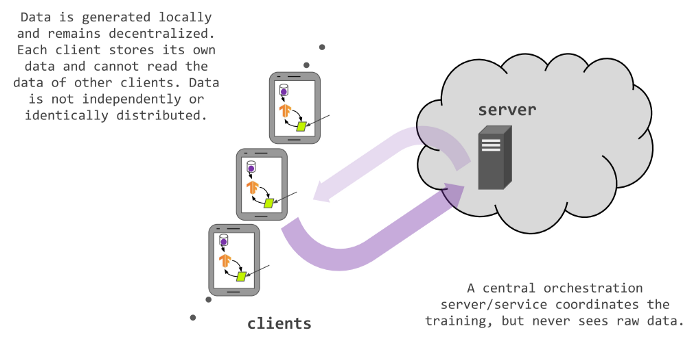 Data is generated locally
and remains decentralized.
Each client stores its own
data and cannot read the
data of other clients. Data
is not independently or
identically distributed.
server
A central orchestration
server/service coordinates the
training, but never sees raw data.
clients